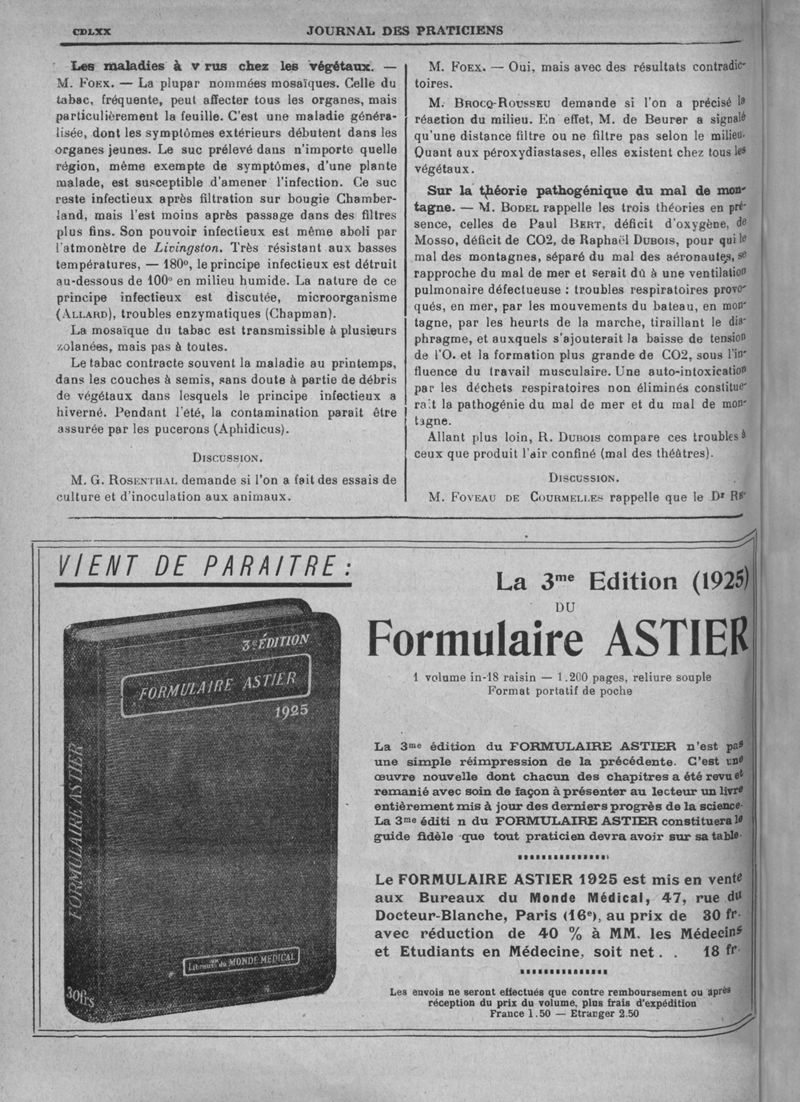 CDLXX
JOURNAL DES PRATICIENS
Les maladies à v rus chez les végétaux. —
M. FOEX. — La plupar nommées mosaïques. Celle du
tabac, fréquente, peut affecter tous les organes, mais
particulièrement la feuille. C'est une maladie généra-
lisée, dont les symptômes extérieurs débutent dans les
organes jeunes. Le suc prélevé dans n'importe quelle
région, même exempte de symptômes, d'une plante
malade, est susceptible d'amener l'infection. Ce suc
reste infectieux après filtration sur bougie Chamber-
land, mais l'est moins après passage dans des filtres
plus fins. Son pouvoir infectieux est même aboli par
l'atmonètre de Livingston. Très résistant aux basses
températures, — 180°, le principe infectieux est détruit
au-dessous de 100° en milieu humide. La nature de ce
principe infectieux est discutée, microorganisme
(ALLARD), troubles enzymatiques (Chapman).
La mosaïque du tabac est transmissible à plusieurs
zolanées, mais pas à toutes.
Le tabac contracte souvent la maladie au printemps,
dans les couches à semis, sans doute à partie de débris
de végétaux dans lesquels le principe infectieux a
hiverné. Pendant l'été, la contamination paraît être
assurée par les pucerons (Aphidicus).
DISCUSSION.
M. G. ROSENTHAL demande si l'on a fait des essais de
culture et d'inoculation aux animaux.
M. FOEX. — Oui, mais avec des résultats contradic-
toires.
M. BROCQ-ROUSSEU demande si l'on a précisé la
réaction du milieu. En effet, M. de Beurer a signalé
qu'une distance filtre ou ne filtre pas selon le milieu.
Quant aux péroxydiastases, elles existent chez tous les
végétaux.
Sur la théorie pathogénique du mal de mon-
tagne. — M. BODEL rappelle les trois théories en pré-
sence, celles de Paul BERT, déficit d'oxygène, de
Mosso, déficit de CO2, de Raphaël DUBOIS, pour qui le
mal des montagnes, séparé du mal des aéronautes, se
rapproche du mal de mer et serait dû à une ventilation
pulmonaire défectueuse : troubles respiratoires provo-
qués, en mer, par les mouvements du bateau, en mon-
tagne, par les heurts de la marche, tiraillant le dia-
phragme, et auxquels s'ajouterait la baisse de tension
de l'O. et la formation plus grande de CO2, sous l'in-
fluence du travail musculaire. Une auto-intoxication
par les déchets respiratoires non éliminés constitue-
rait la pathogénie du mal de mer et du mal de mon-
tagne.
Allant plus loin, R. DUBOIS compare ces troubles à
ceux que produit l'air confiné (mal des théâtres).
DISCUSSION.
M. FOVEAU DE COURMELLES rappelle que le Dr
VIENT DE PARAITRE :
3e ÉDITION
FORMULAIRE ASTIER
1925
FORMULAIRE ASTIER
Librairie du MONDE MEDICAL
30frs
La 3me Edition (1925)
DU
Formulaire ASTIER
1 volume in-18 raisin — 1.200 pages, reliure souple
Format portatif de poche
La 3me édition du FORMULAIRE ASTIER n'est pas
une simple réimpression de la précédente. C'est une
œuvre nouvelle dont chacun des chapitres a été revu et
remanié avec soin de façon à présenter au lecteur un livre
entièrement mis à jour des derniers progrès de la science.
La 3me éditi n du FORMULAIRE ASTIER constituera le
guide fidèle que tout praticien devra avoir sur sa table.
Le FORMULAIRE ASTIER 1925 est mis en vente
aux Bureaux du Monde Médical, 47, rue du
Docteur-Blanche, Paris (16e), au prix de 30 fr.
avec réduction de 40 % à MM. les Médecins
et Etudiants en Médecine, soit net . . 18 fr.
Les envois ne seront effectués que contre remboursement ou après
réception du prix du volume, plus frais d'expédition
France 1.50 — Etranger 2.50